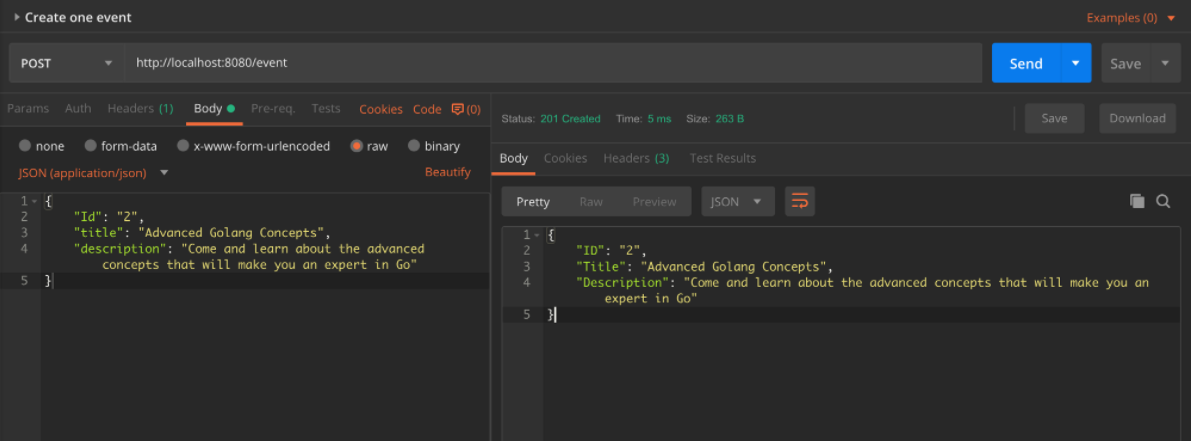 Create one event
Examples (0)
POST
http://localhost:8080/event
Send
Save
Params Auth Headers (1) Body Pre-req. Tests Cookies Code (0)
none form-data x-www-form-urlencoded raw binary
JSON (application/json)
Beautify
1 {
2 "Id": "2",
3 "title": "Advanced Golang Concepts",
4 "description": "Come and learn about the advanced
concepts that will make you an expert in Go"
5 }
Status: 201 Created Time: 5 ms Size: 263 B
Save
Download
Body Cookies Headers (3) Test Results
Pretty Raw Preview JSON
1 {
2 "ID": "2",
3 "Title": "Advanced Golang Concepts",
4 "Description": "Come and learn about the advanced concepts that will make you an
expert in Go"
5 }